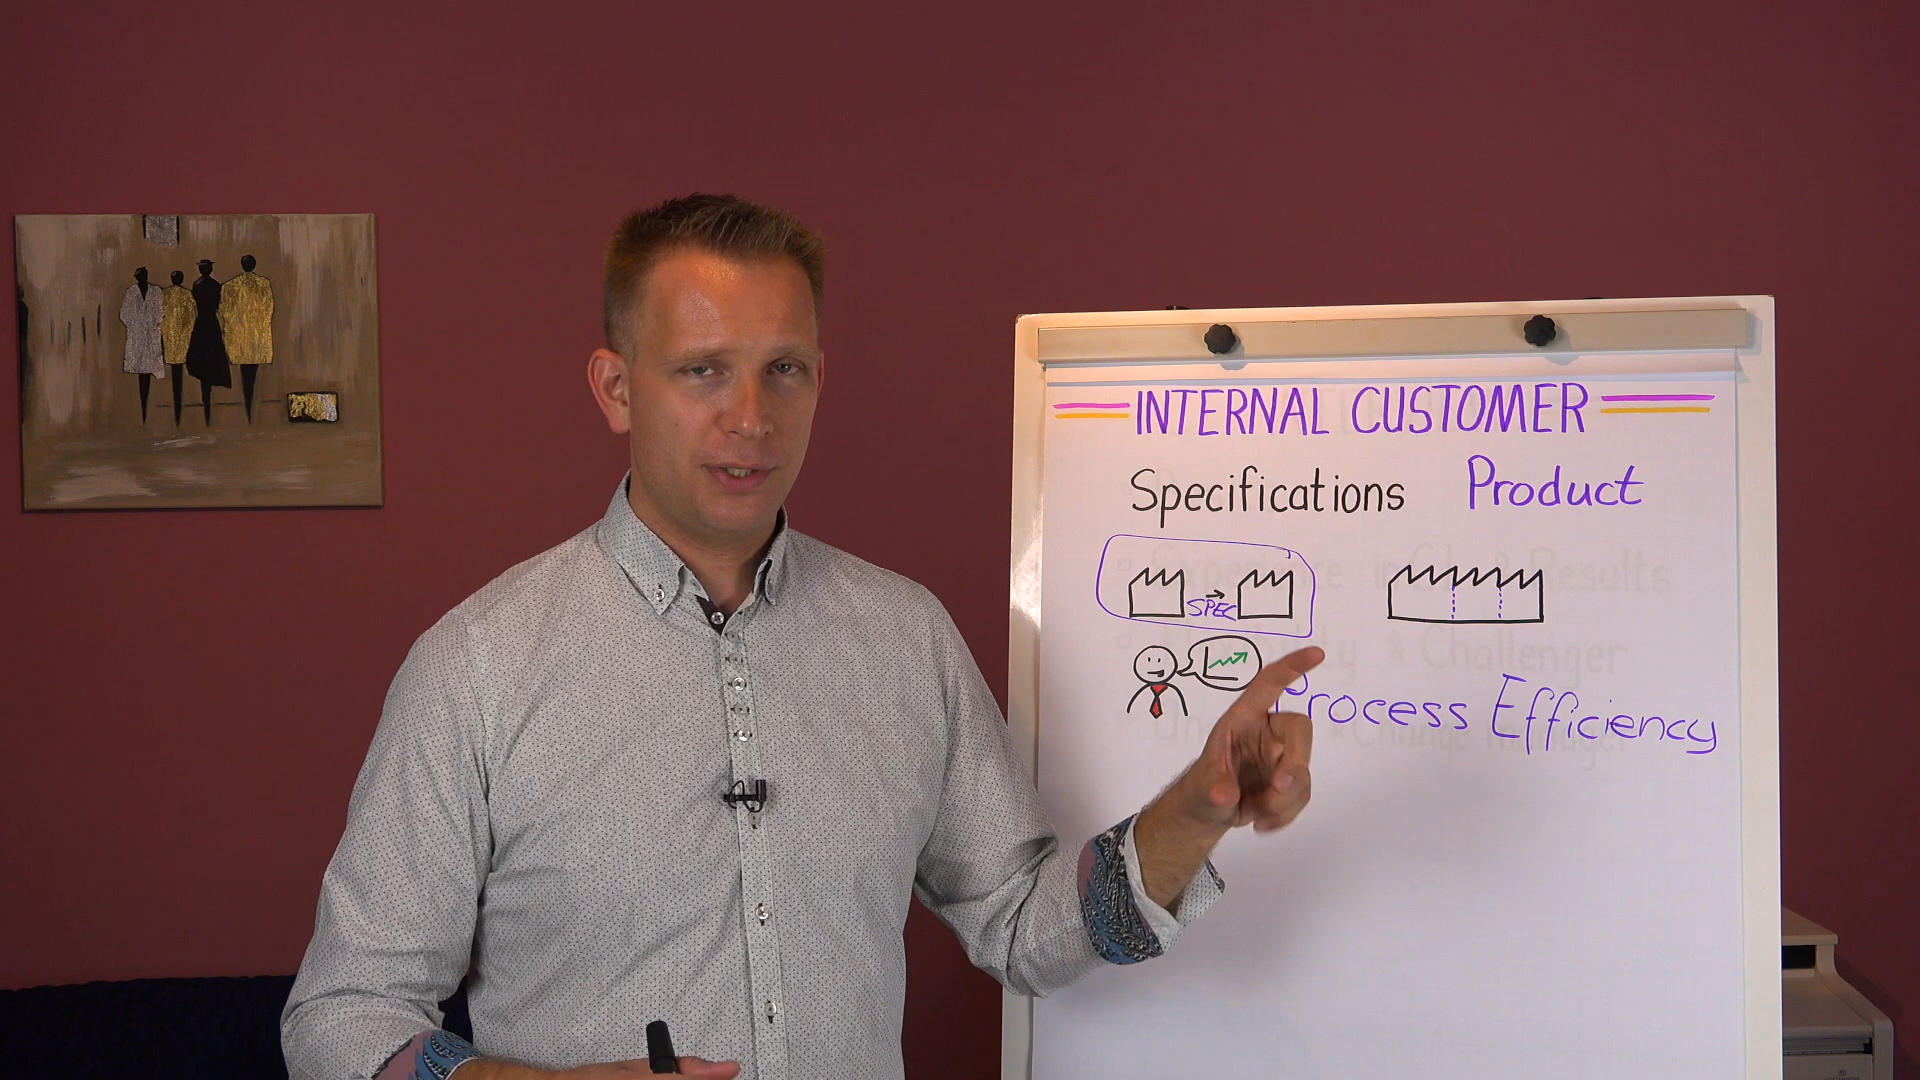 INTERNAL CUSTOMER
Specifications Product
SPEC
Process Efficiency